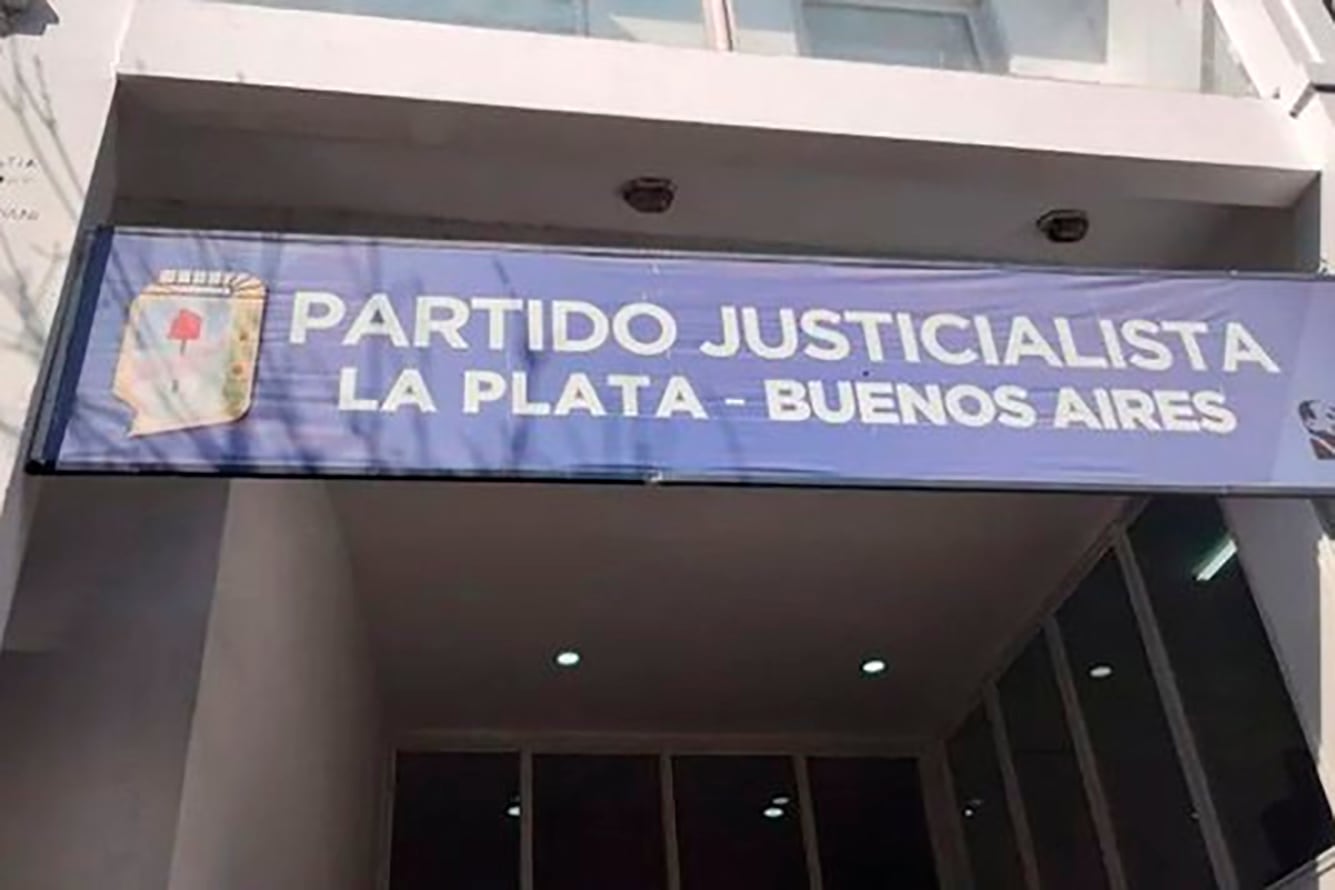 PARTIDO JUSTICIALISTA
LA PLATA - BUENOS AIRES